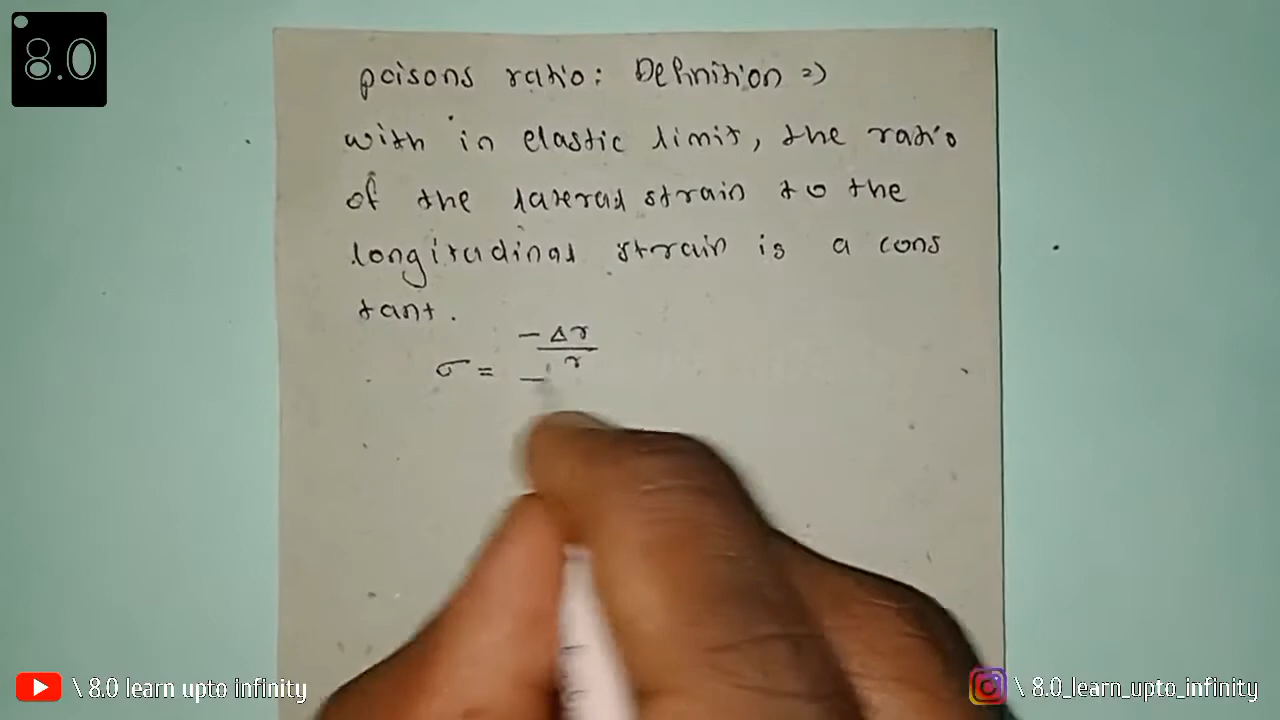 8.0
poisons ratio: Definition =>
with in elastic limit, the ratio
of the lateral strain to the
longitudinal strain is a cons
tant.
σ = -Δr/r
\ 8.0 learn upto infinity
\ 8.0_learn_upto_infinity